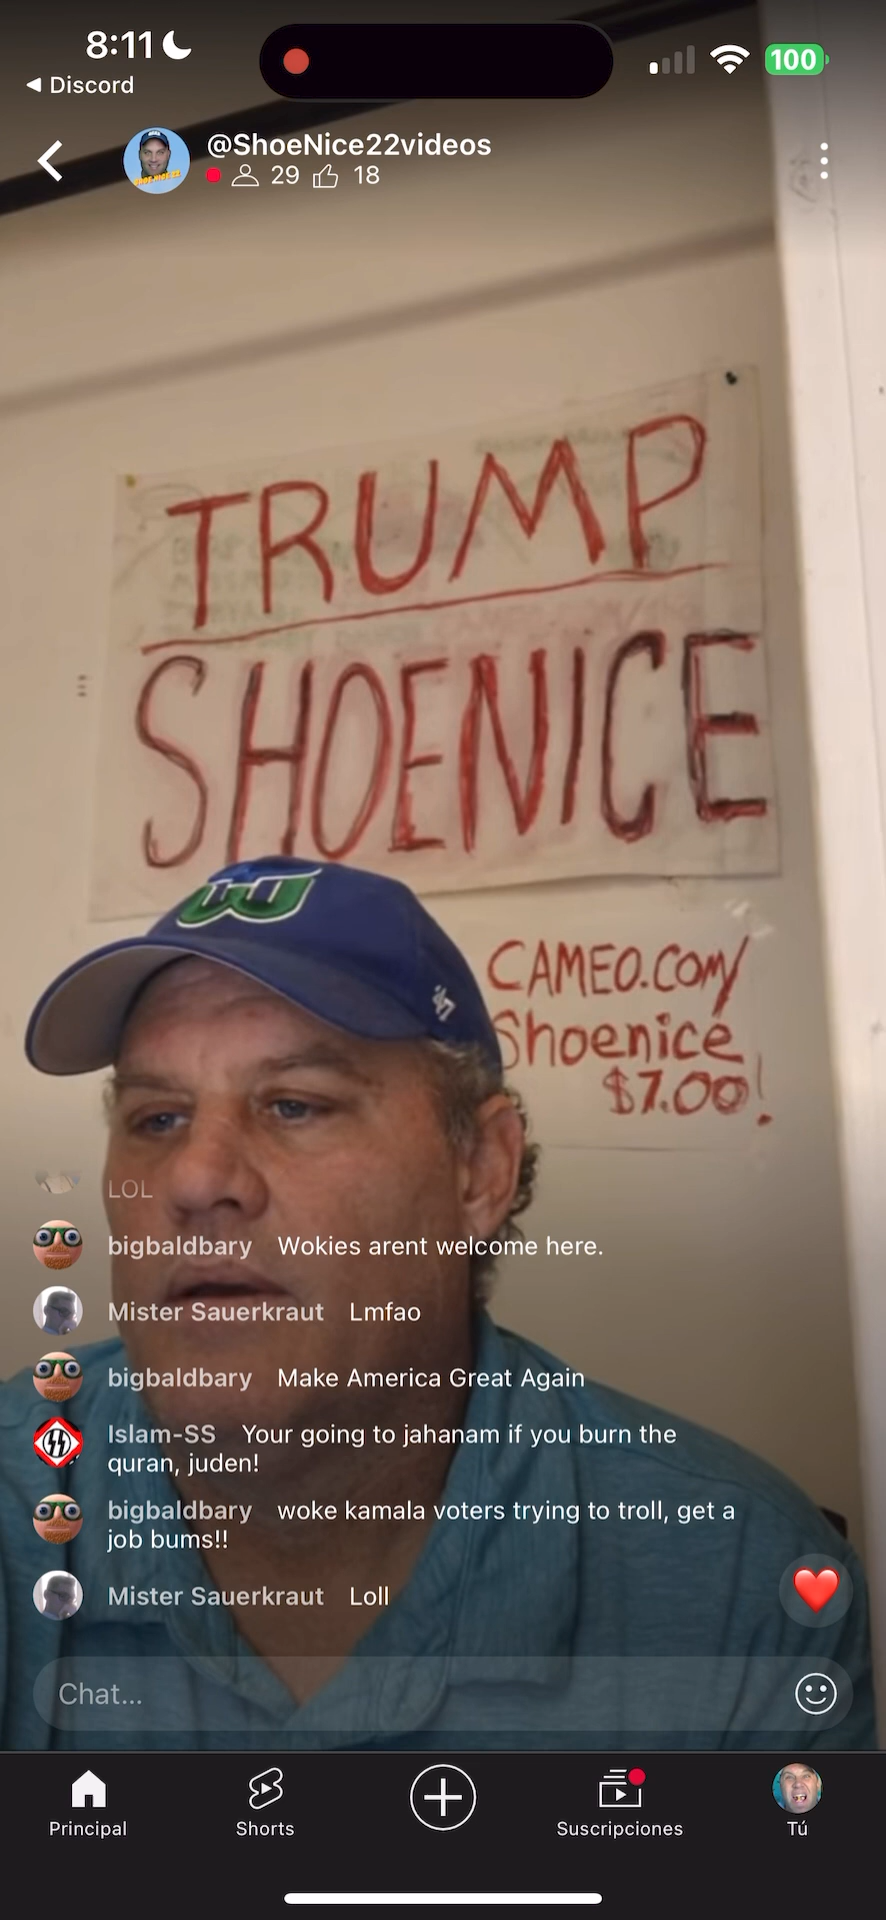 8:11
100
Discord
@ShoeNice22videos
29 18
TRUMP
SHOENICE
W
CAMEO.COM/
Shoenice
$7.00!
LOL
bigbaldbary Wokies arent welcome here.
Mister Sauerkraut Lmfao
bigbaldbary Make America Great Again
Islam-SS Your going to jahanam if you burn the
quran, juden!
bigbaldbary woke kamala voters trying to troll, get a
job bums!!
Mister Sauerkraut Loll
Chat...
Principal
Shorts
Suscripciones
Tú